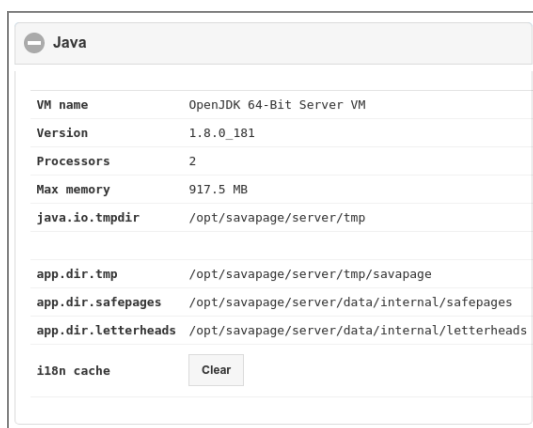 Java
VM name OpenJDK 64-Bit Server VM
Version 1.8.0_181
Processors 2
Max memory 917.5 MB
java.io.tmpdir /opt/savapage/server/tmp
app.dir.tmp /opt/savapage/server/tmp/savapage
app.dir.safepages /opt/savapage/server/data/internal/safepages
app.dir.letterheads /opt/savapage/server/data/internal/letterheads
i18n cache Clear